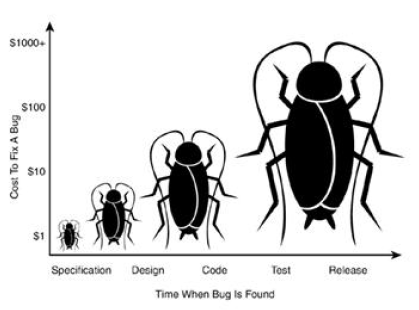 $1000+
$100
$10
$1
Cost To Fix A Bug
Specification Design Code Test Release
Time When Bug Is Found